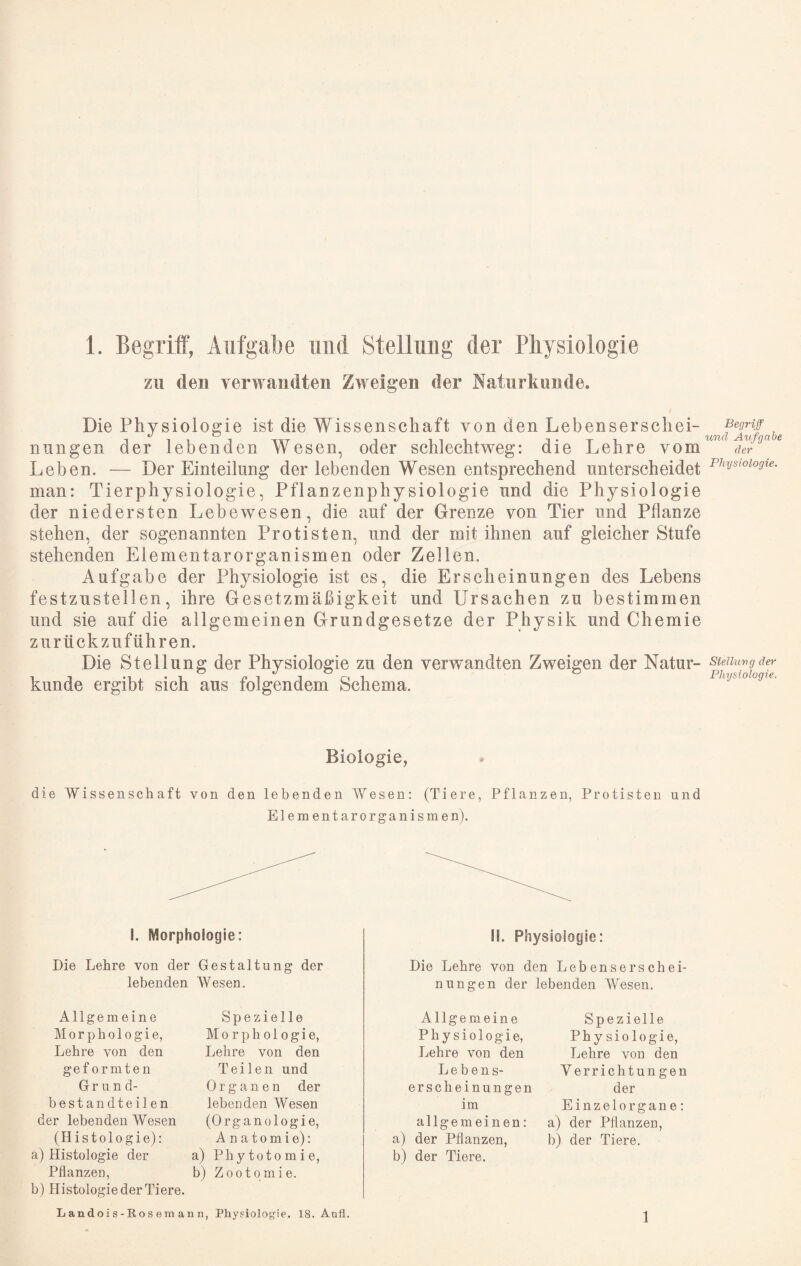 1. Begriff, Aufgabe und Stellung der Physiologie
zu den verwandten Zweigen der Naturkunde.
Die Physiologie ist die Wissenschaft von den Lebenserschei-
nungen der lebenden Wesen, oder schlechtweg: die Lehre vom
Leben. — Der Einteilung der lebenden Wesen entsprechend unterscheidet
man: Tierphysiologie, Pflanzenphysiologie und die Physiologie
der niedersten Lebewesen, die auf der Grenze von Tier und Pflanze
stehen, der sogenannten Protisten, und der mit ihnen auf gleicher Stufe
stehenden Elementarorganismen oder Zellen.
Begriff
und Aufgabe
der
Physiologie.
Aufgabe der Physiologie ist es, die Erscheinungen des Lebens
festzustellen, ihre Gesetzmäßigkeit und Ursachen zu bestimmen
und sie auf die allgemeinen Grundgesetze der Physik und Chemie
zurückzuführen.
Die Stellung der Physiologie zu den verwandten Zweigen der Natur-
kunde ergibt sich aus folgendem Schema.
Stellung der
Physiologie.
Biologie,
die Wissenschaft von den lebenden Wesen: (Tiere, Pflanzen, Protisten und
Elementarorganismen).
I. Morphologie:
Die Lehre von der Gestaltung der
lebenden Wesen.
Allgemeine
Morphologie,
Lehre von den
geformten
Grund-
bestandteilen
der lebenden Wesen
(Histologie):
a) Histologie der
Pflanzen,
b) Histologie der Tiere.
Spezielle
Morphologie,
Lehre von den
Teilen und
Organen der
lebenden Wesen
(Organologie,
Anatomie):
a) Phytotomie,
b) Zootomie.
II. Physiologie:
Die Lehre von den Lebenserschei-
nungen der lebenden Wesen.
Allgemeine
Physiologie,
Lehre von den
Lebens-
erscheinungen
im
allgemeinen:
a) der Pflanzen,
b) der Tiere.
Spezielle
Physiologie,
Lehre von den
Verrichtungen
der
Einzelorgane:
a) der Pflanzen,
b) der Tiere.
Landois-Rosemann, Physiologie. 18. Aufl.
1